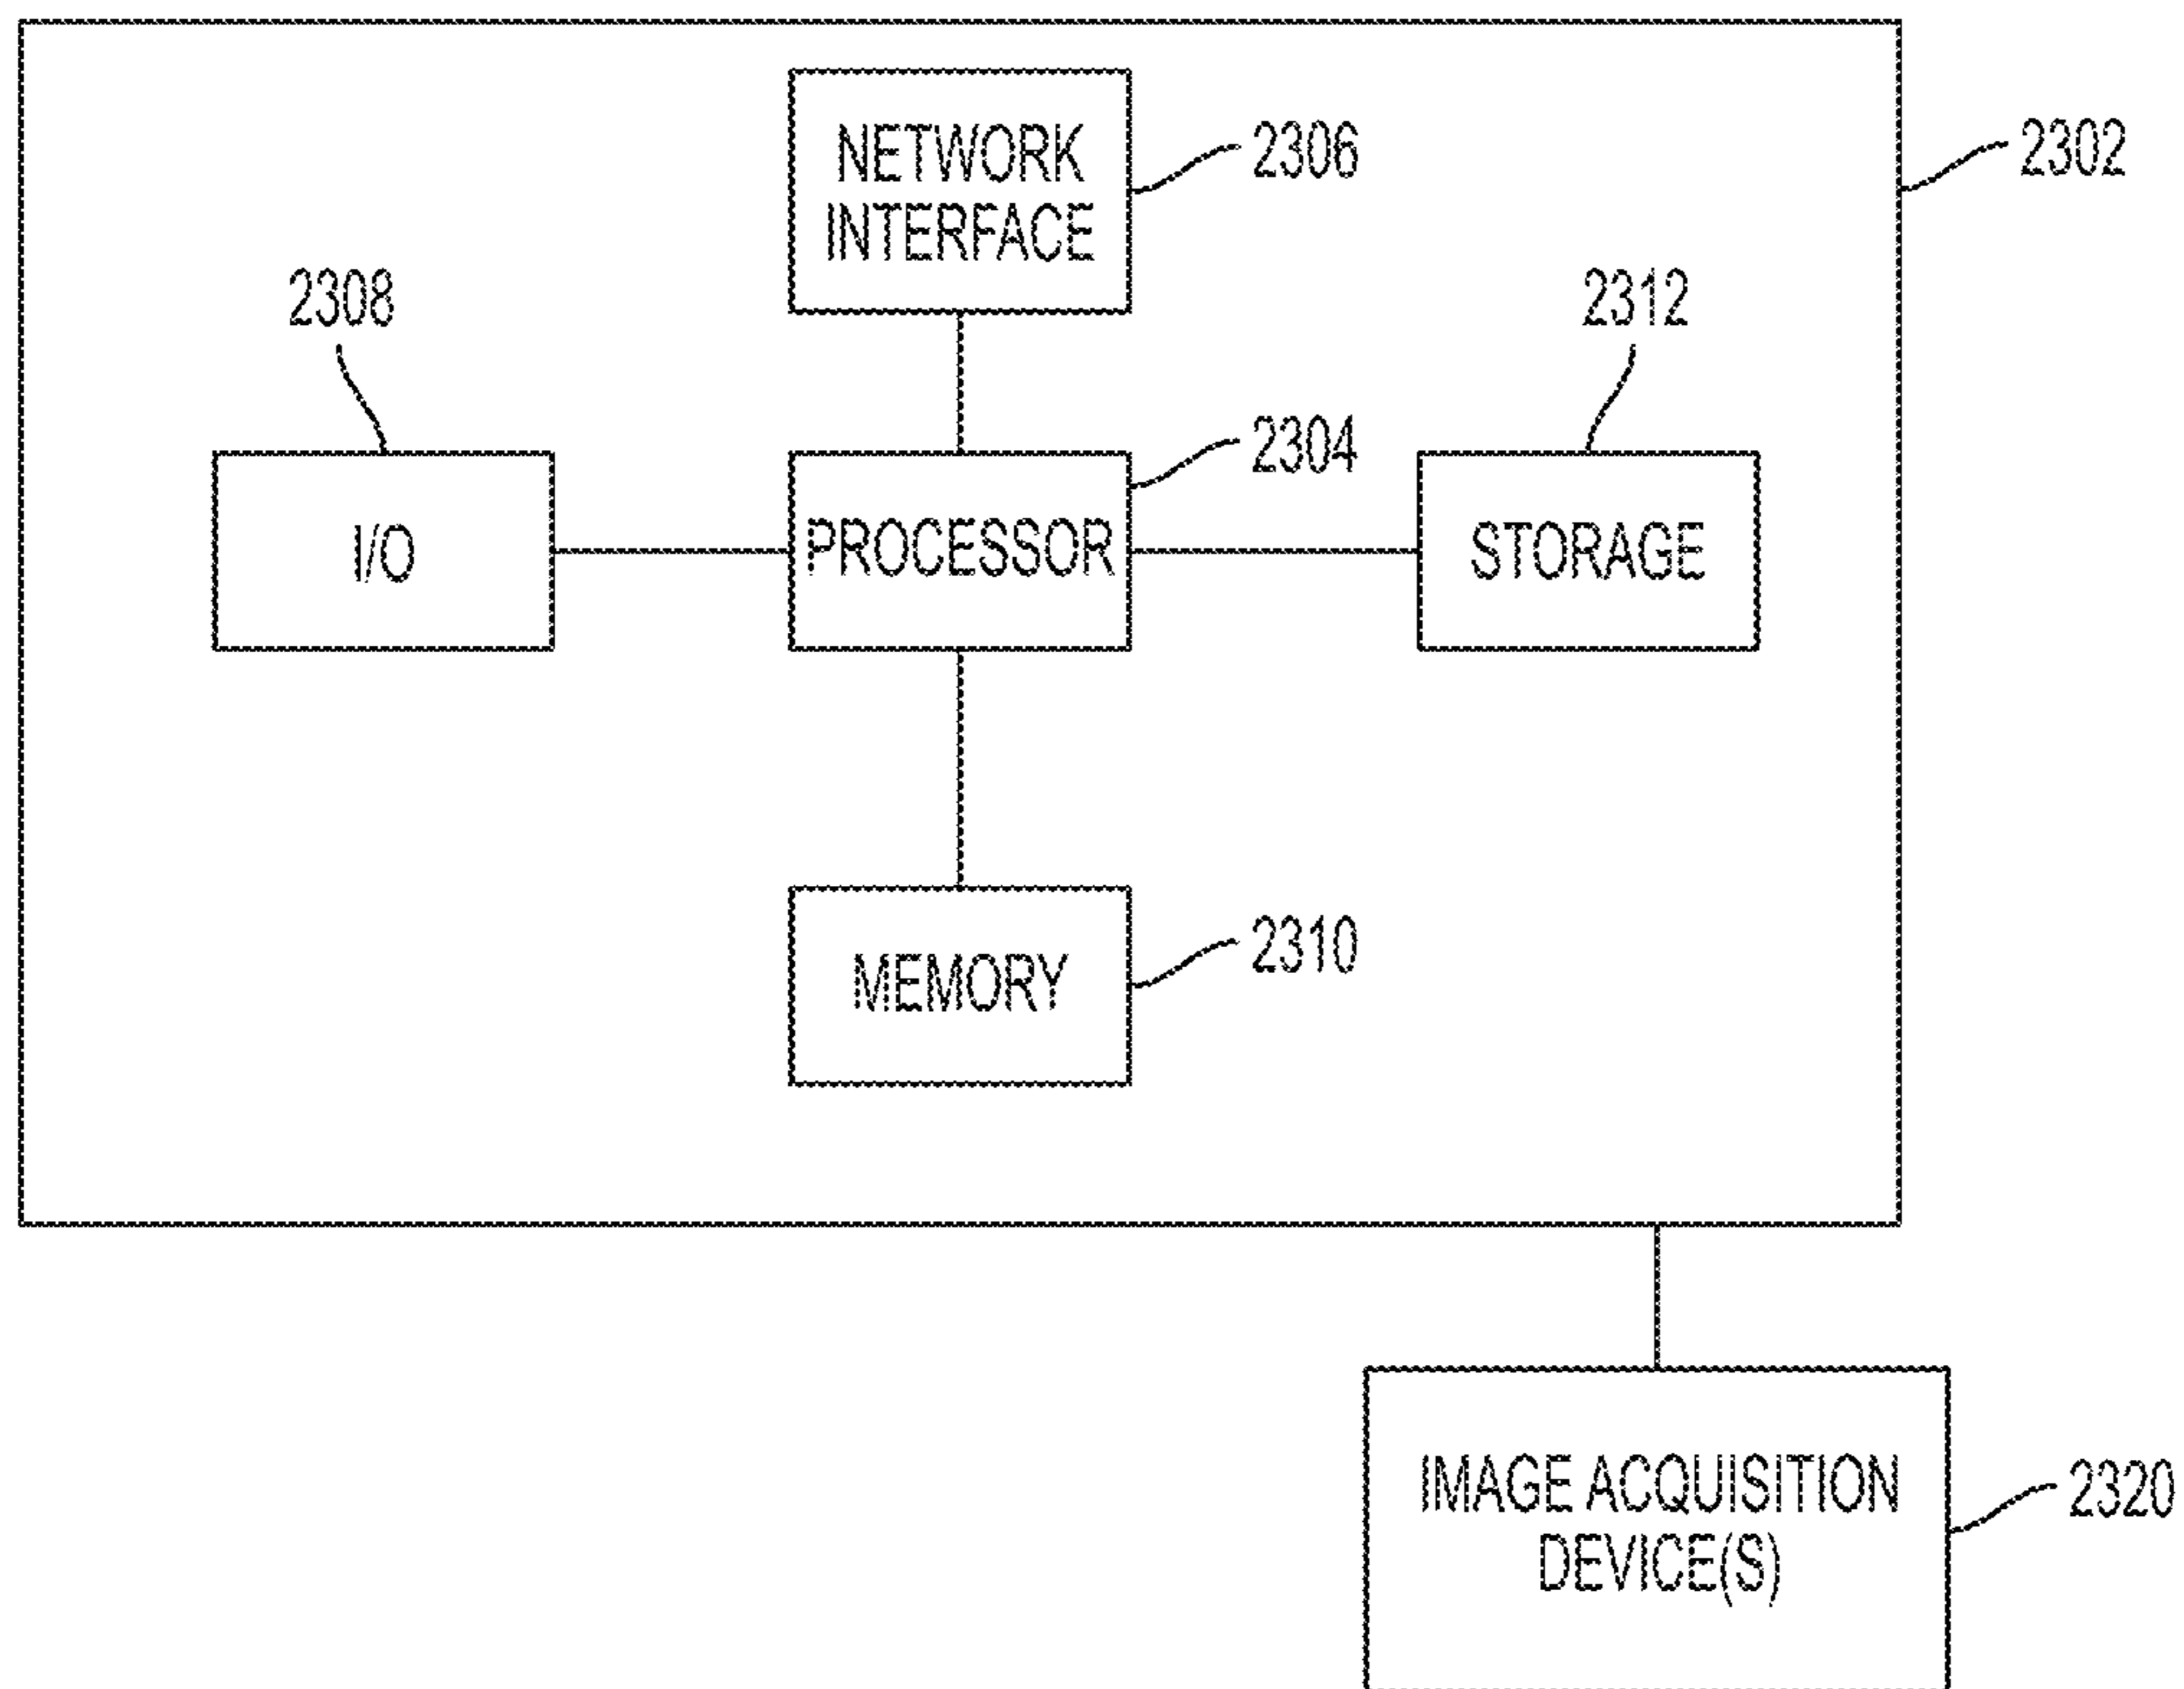 NETWORK
INTERFACE
2306
2302
2308
2312
2304
I/O
PROCESSOR
STORAGE
MEMORY
2310
IMAGE ACQUISITION
DEVICE(S)
2320